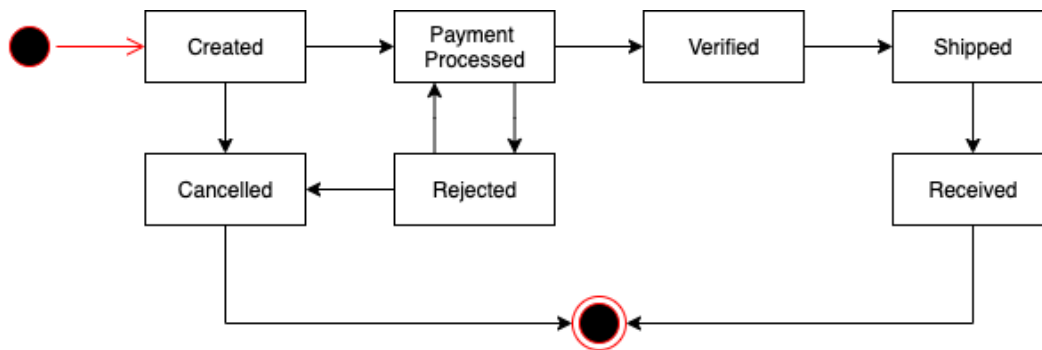 Created
Payment
Processed
Verified
Shipped
Cancelled
Rejected
Received